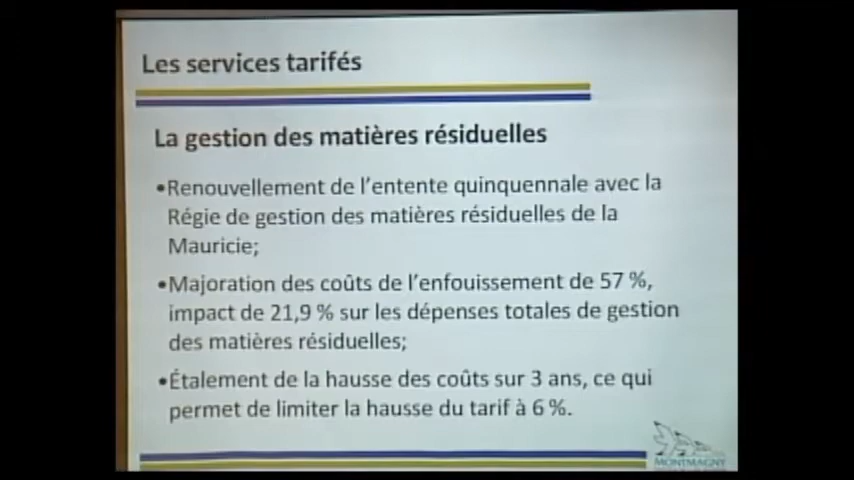 Les services tarifés
La gestion des matières résiduelles
•Renouvellement de l'entente quinquennale avec la
Régie de gestion des matières résiduelles de la
Mauricie;
•Majoration des coûts de l'enfouissement de 57 %,
impact de 21,9 % sur les dépenses totales de gestion
des matières résiduelles;
•Étalement de la hausse des coûts sur 3 ans, ce qui
permet de limiter la hausse du tarif à 6 %.
MONTMAGNY